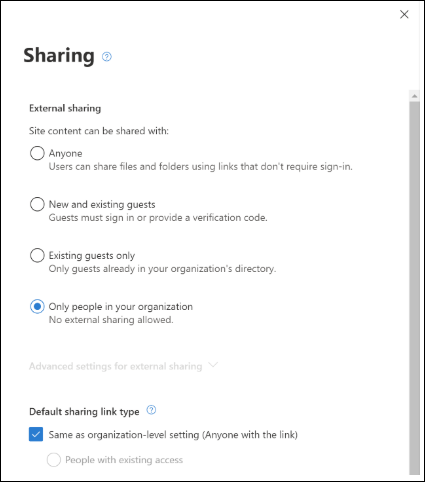 Sharing
External sharing
Site content can be shared with:
Anyone
Users can share files and folders using links that don't require sign-in.
New and existing guests
Guests must sign in or provide a verification code.
Existing guests only
Only guests already in your organization's directory.
Only people in your organization
No external sharing allowed.
Advanced settings for external sharing
Default sharing link type
Same as organization-level setting (Anyone with the link)
People with existing access